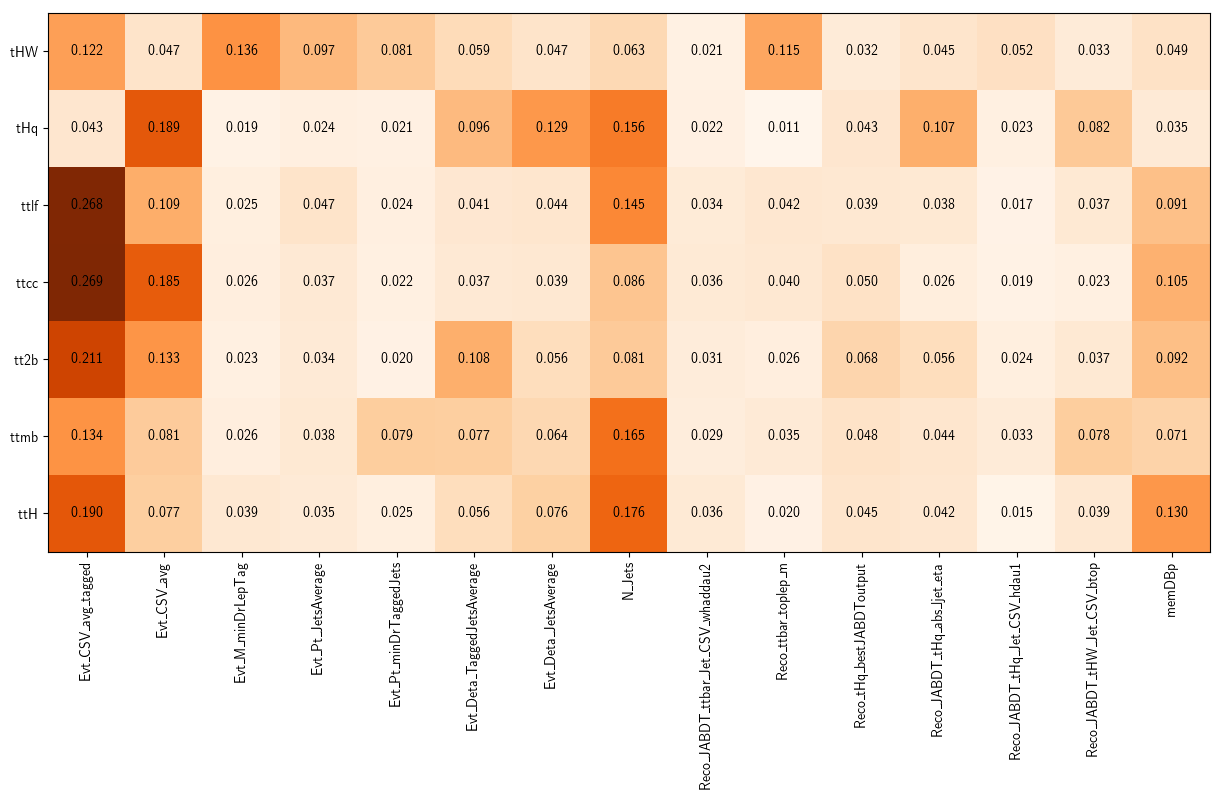 tHW 0.122 0.047 0.136 0.097 0.081 0.059 0.047 0.063 0.021 0.115 0.032 0.045 0.052 0.033 0.049
tHq 0.043 0.189 0.019 0.024 0.021 0.096 0.129 0.156 0.022 0.011 0.043 0.107 0.023 0.082 0.035
ttlf 0.268 0.109 0.025 0.047 0.024 0.041 0.044 0.145 0.034 0.042 0.039 0.038 0.017 0.037 0.091
ttcc 0.269 0.185 0.026 0.037 0.022 0.037 0.039 0.086 0.036 0.040 0.050 0.026 0.019 0.023 0.105
tt2b 0.211 0.133 0.023 0.034 0.020 0.108 0.056 0.081 0.031 0.026 0.068 0.056 0.024 0.037 0.092
ttmb 0.134 0.081 0.026 0.038 0.079 0.077 0.064 0.165 0.029 0.035 0.048 0.044 0.033 0.078 0.071
ttH 0.190 0.077 0.039 0.035 0.025 0.056 0.076 0.176 0.036 0.020 0.045 0.042 0.015 0.039 0.130
Evt_CSV_avg_tagged
Evt_CSV_avg
Evt_M_minDrLepTag
Evt_Pt_JetsAverage
Evt_Pt_minDrTaggedJets
Evt_Deta_TaggedJetsAverage
Evt_Deta_JetsAverage
N_Jets
Reco_JABDT_ttbar_Jet_CSV_whaddau2
Reco_ttbar_toplep_m
Reco_tHq_bestJABDToutput
Reco_JABDT_tHq_abs_ljet_eta
Reco_JABDT_tHq_Jet_CSV_hdau1
Reco_JABDT_tHW_Jet_CSV_btop
memDBp